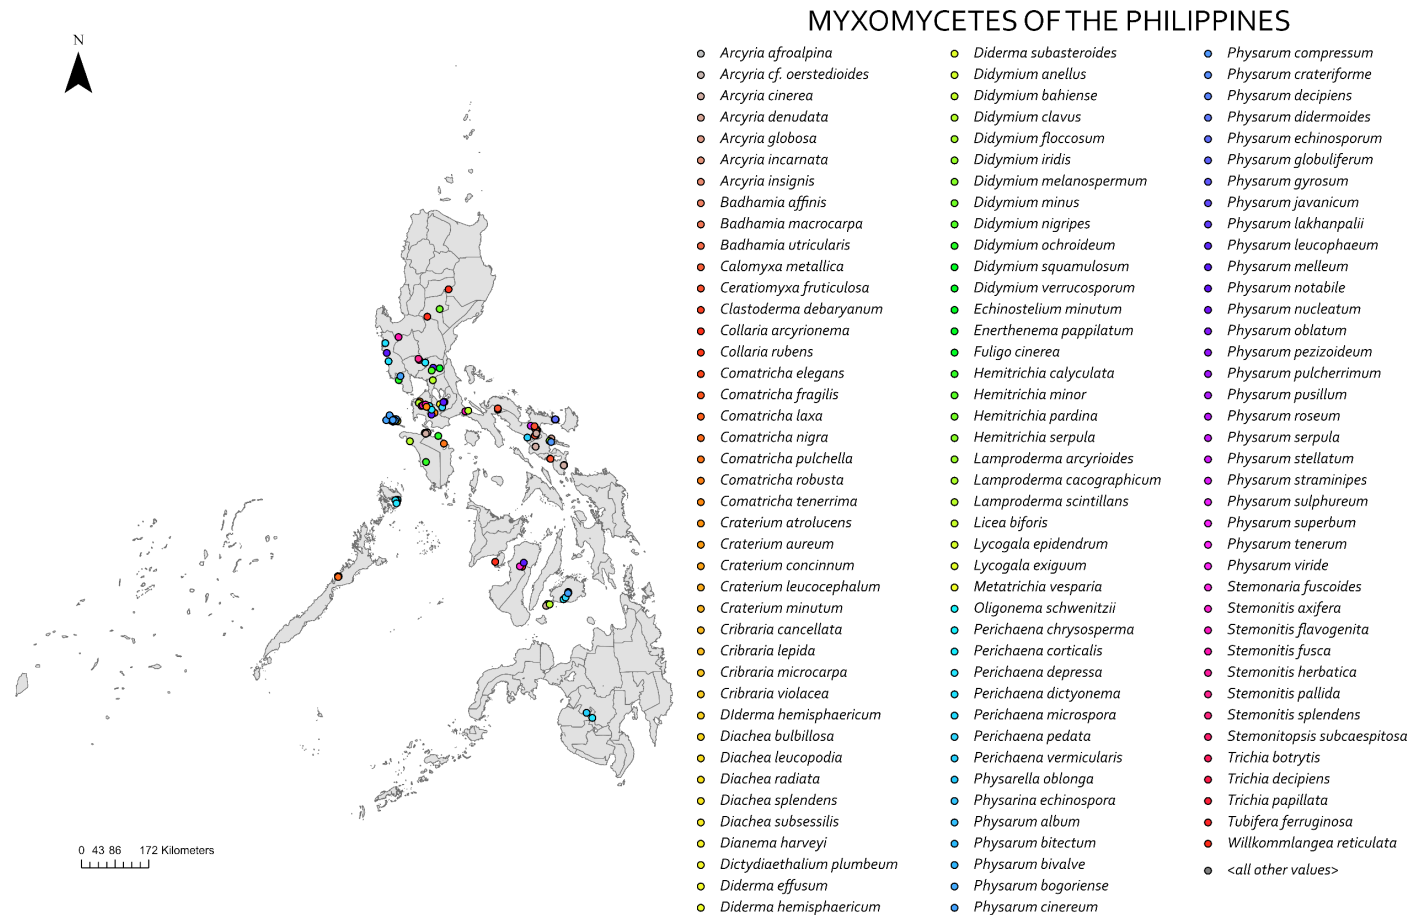 MYXOMYCETES OF THE PHILIPPINES
N
Arcyria afroalpina
Arcyria cf. oerstedioides
Arcyria cinerea
Arcyria denudata
Arcyria globosa
Arcyria incarnata
Arcyria insignis
Badhamia affinis
Badhamia macrocarpa
Badhamia utricularis
Calomyxa metallica
Ceratiomyxa fruticulosa
Clastoderma debaryanum
Collaria arcyrionema
Collaria rubens
Comatricha elegans
Comatricha fragilis
Comatricha laxa
Comatricha nigra
Comatricha pulchella
Comatricha robusta
Comatricha tenerrima
Craterium atrolucens
Craterium aureum
Craterium concinnum
Craterium leucocephalum
Craterium minutum
Cribraria cancellata
Cribraria lepida
Cribraria microcarpa
Cribraria violacea
DIderma hemisphaericum
Diachea bulbillosa
Diachea leucopodia
Diachea radiata
Diachea splendens
Diachea subsessilis
Dianema harveyi
Dictydiaethalium plumbeum
Diderma effusum
Diderma hemisphaericum
Diderma subasteroides
Didymium anellus
Didymium bahiense
Didymium clavus
Didymium floccosum
Didymium iridis
Didymium melanospermum
Didymium minus
Didymium nigripes
Didymium ochroideum
Didymium squamulosum
Didymium verrucosporum
Echinostelium minutum
Enerthenema pappilatum
Fuligo cinerea
Hemitrichia calyculata
Hemitrichia minor
Hemitrichia pardina
Hemitrichia serpula
Lamproderma arcyrioides
Lamproderma cacographicum
Lamproderma scintillans
Licea biforis
Lycogala epidendrum
Lycogala exiguum
Metatrichia vesparia
Oligonema schwenitzii
Perichaena chrysosperma
Perichaena corticalis
Perichaena depressa
Perichaena dictyonema
Perichaena microspora
Perichaena pedata
Perichaena vermicularis
Physarella oblonga
Physarina echinospora
Physarum album
Physarum bitectum
Physarum bivalve
Physarum bogoriense
Physarum cinereum
Physarum compressum
Physarum crateriforme
Physarum decipiens
Physarum didermoides
Physarum echinosporum
Physarum globuliferum
Physarum gyrosum
Physarum javanicum
Physarum lakhanpalii
Physarum leucophaeum
Physarum melleum
Physarum notabile
Physarum nucleatum
Physarum oblatum
Physarum pezizoideum
Physarum pulcherrimum
Physarum pusillum
Physarum roseum
Physarum serpula
Physarum stellatum
Physarum straminipes
Physarum sulphureum
Physarum superbum
Physarum tenerum
Physarum viride
Stemonaria fuscoides
Stemonitis axifera
Stemonitis flavogenita
Stemonitis fusca
Stemonitis herbatica
Stemonitis pallida
Stemonitis splendens
Stemonitopsis subcaespitosa
Trichia botrytis
Trichia decipiens
Trichia papillata
Tubifera ferruginosa
Willkommlangea reticulata
<all other values>
0 43 86 172 Kilometers